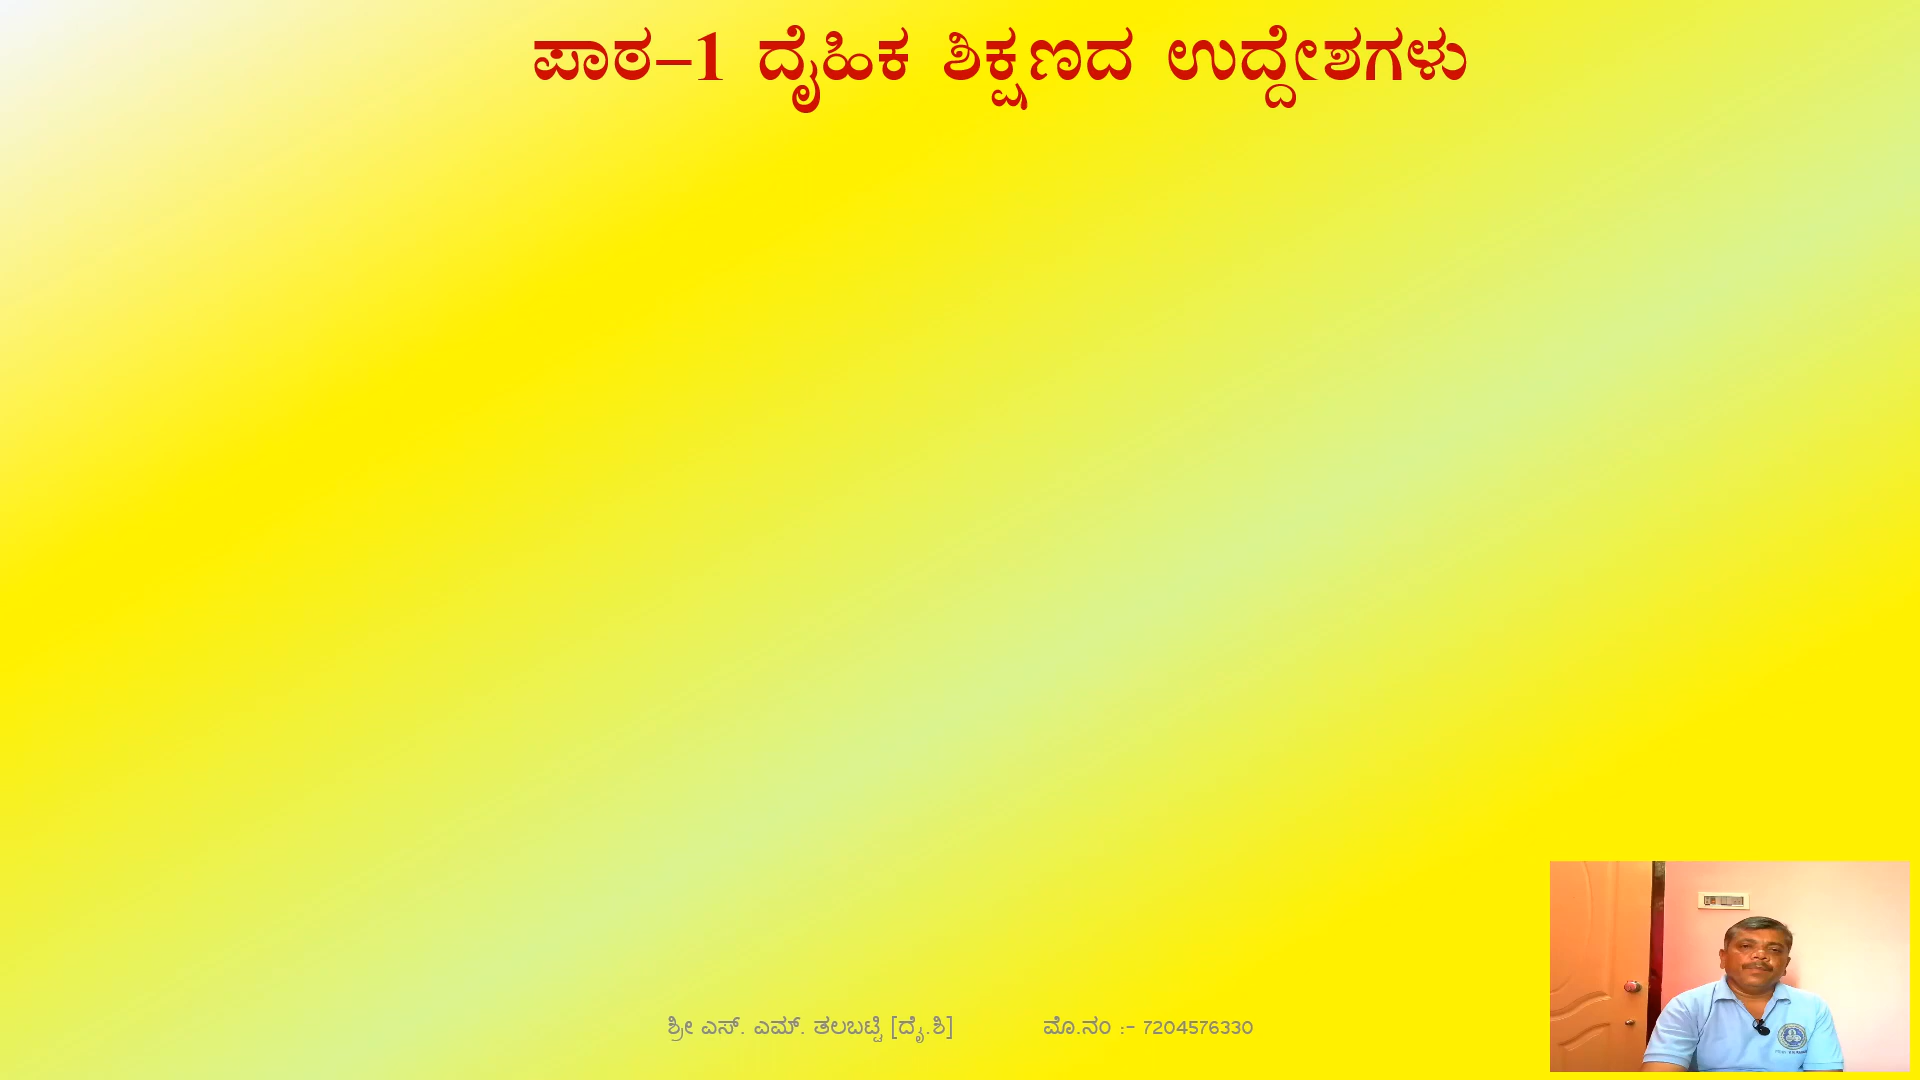 ಪಾಠ-1 ದೈಹಿಕ ಶಿಕ್ಷಣದ ಉದ್ದೇಶಗಳು
ಶ್ರೀ ಎಸ್. ಎಮ್. ತಲಬಟ್ಟಿ [ದೈ.ಶಿ] ಮೊ.ನಂ :- 7204576330